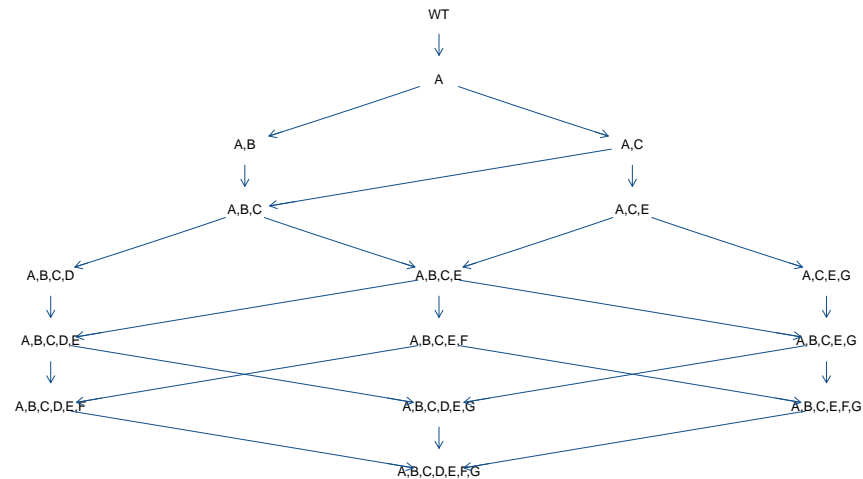 WT
A
A,B
A,C
A,B,C
A,C,E
A,B,C,D
A,B,C,E
A,C,E,G
A,B,C,D,E
A,B,C,E,F
A,B,C,E,G
A,B,C,D,E,F
A,B,C,D,E,G
A,B,C,E,F,G
A,B,C,D,E,F,G